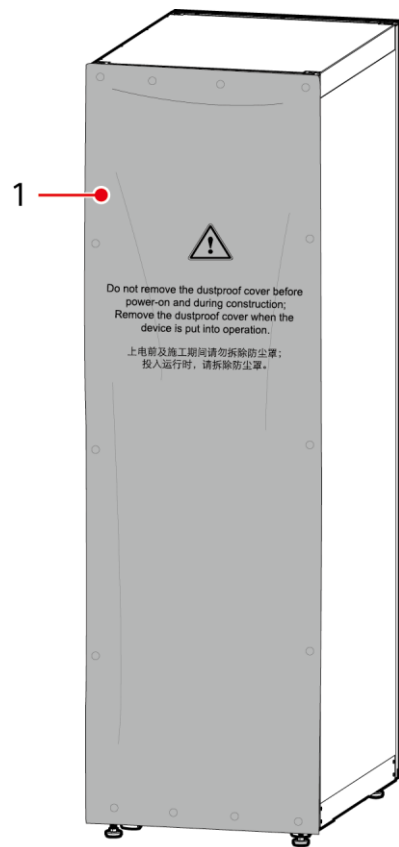 1
Do not remove the dustproof cover before
power-on and during construction;
Remove the dustproof cover when the
device is put into operation.
上电前及施工期间请勿拆除防尘罩；
投入运行时，请拆除防尘罩。